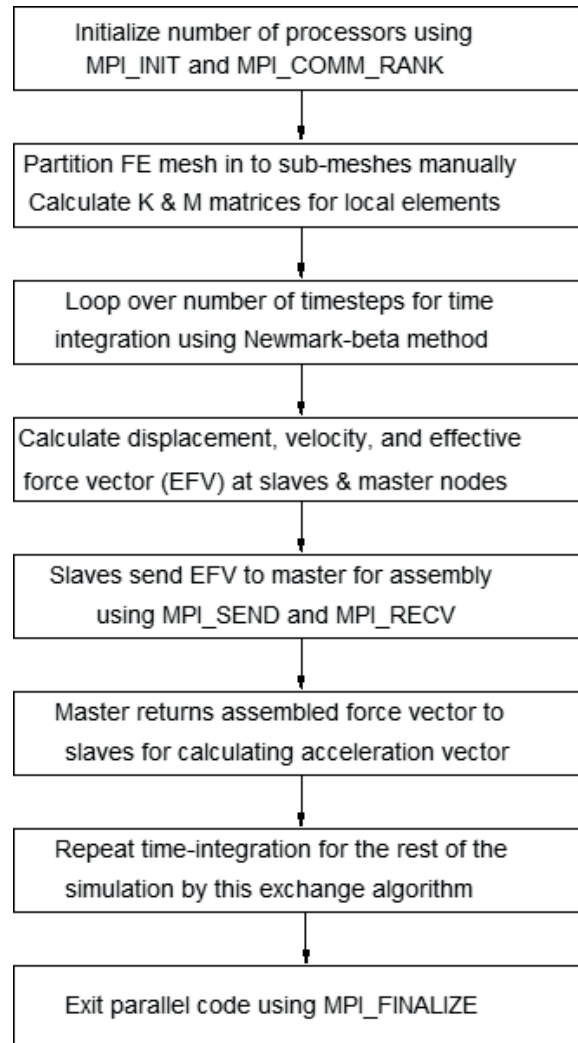 Initialize number of processors using
MPI_INIT and MPI_COMM_RANK
Partition FE mesh in to sub-meshes manually
Calculate K & M matrices for local elements
Loop over number of timesteps for time
integration using Newmark-beta method
Calculate displacement, velocity, and effective
force vector (EFV) at slaves & master nodes
Slaves send EFV to master for assembly
using MPI_SEND and MPI_RECV
Master returns assembled force vector to
slaves for calculating acceleration vector
Repeat time-integration for the rest of the
simulation by this exchange algorithm
Exit parallel code using MPI_FINALIZE